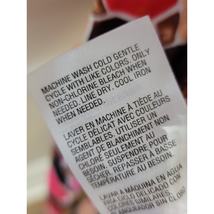 MACHINE WASH COLD GENTLE
CYCLE WITH LIKE COLORS. ONLY
NON-CHLORINE BLEACH WHEN
NEEDED. LINE DRY. COOL IRON
WHEN NEEDED.
LAVER EN MACHINE À TIÈDE AU
CYCLE DÉLICAT AVEC COULEURS
SEMBLABLES. UTILISER UN
AGENT DE BLANCHIMENT NON
CHLORÉ SEULEMENT AU
BESOIN. SUSPENDRE POUR
SÉCHER. REPASSER À BASSE
TEMPÉRATURE AU BESOIN.
LAVAR A MÁQUINA EN AGUA